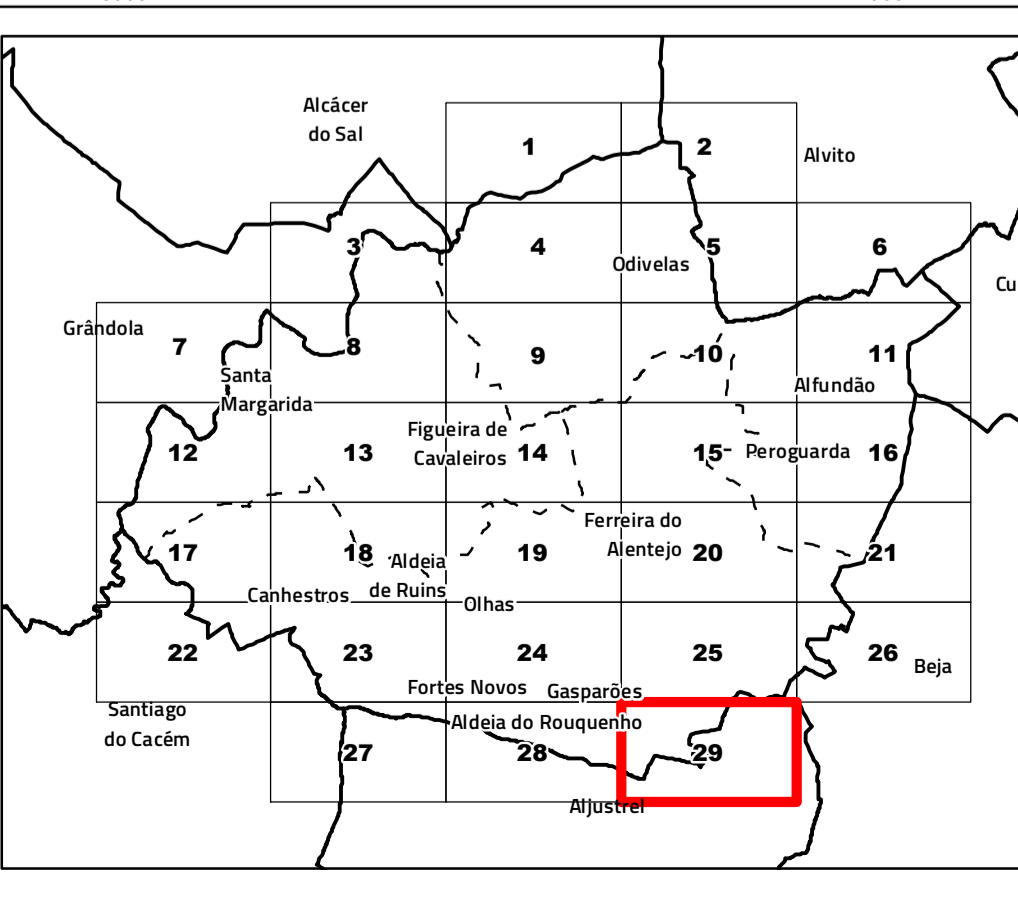 Alcácer
do Sal
1
2
Alvito
3
4
Odivelas
5
6
Cu
Grândola
7
8
9
10
11
Santa
Margarida
Alfundão
12
13
Figueira de
Cavaleiros
14
15
Peroguarda
16
17
18
Aldeia
de Ruins
19
Ferreira do
Alentejo
20
21
Canhestros
Olhas
22
23
24
25
26
Beja
Fortes Novos
Gasparões
Santiago
do Cacém
Aldeia do Rouquenho
27
28
29
Aljustrel